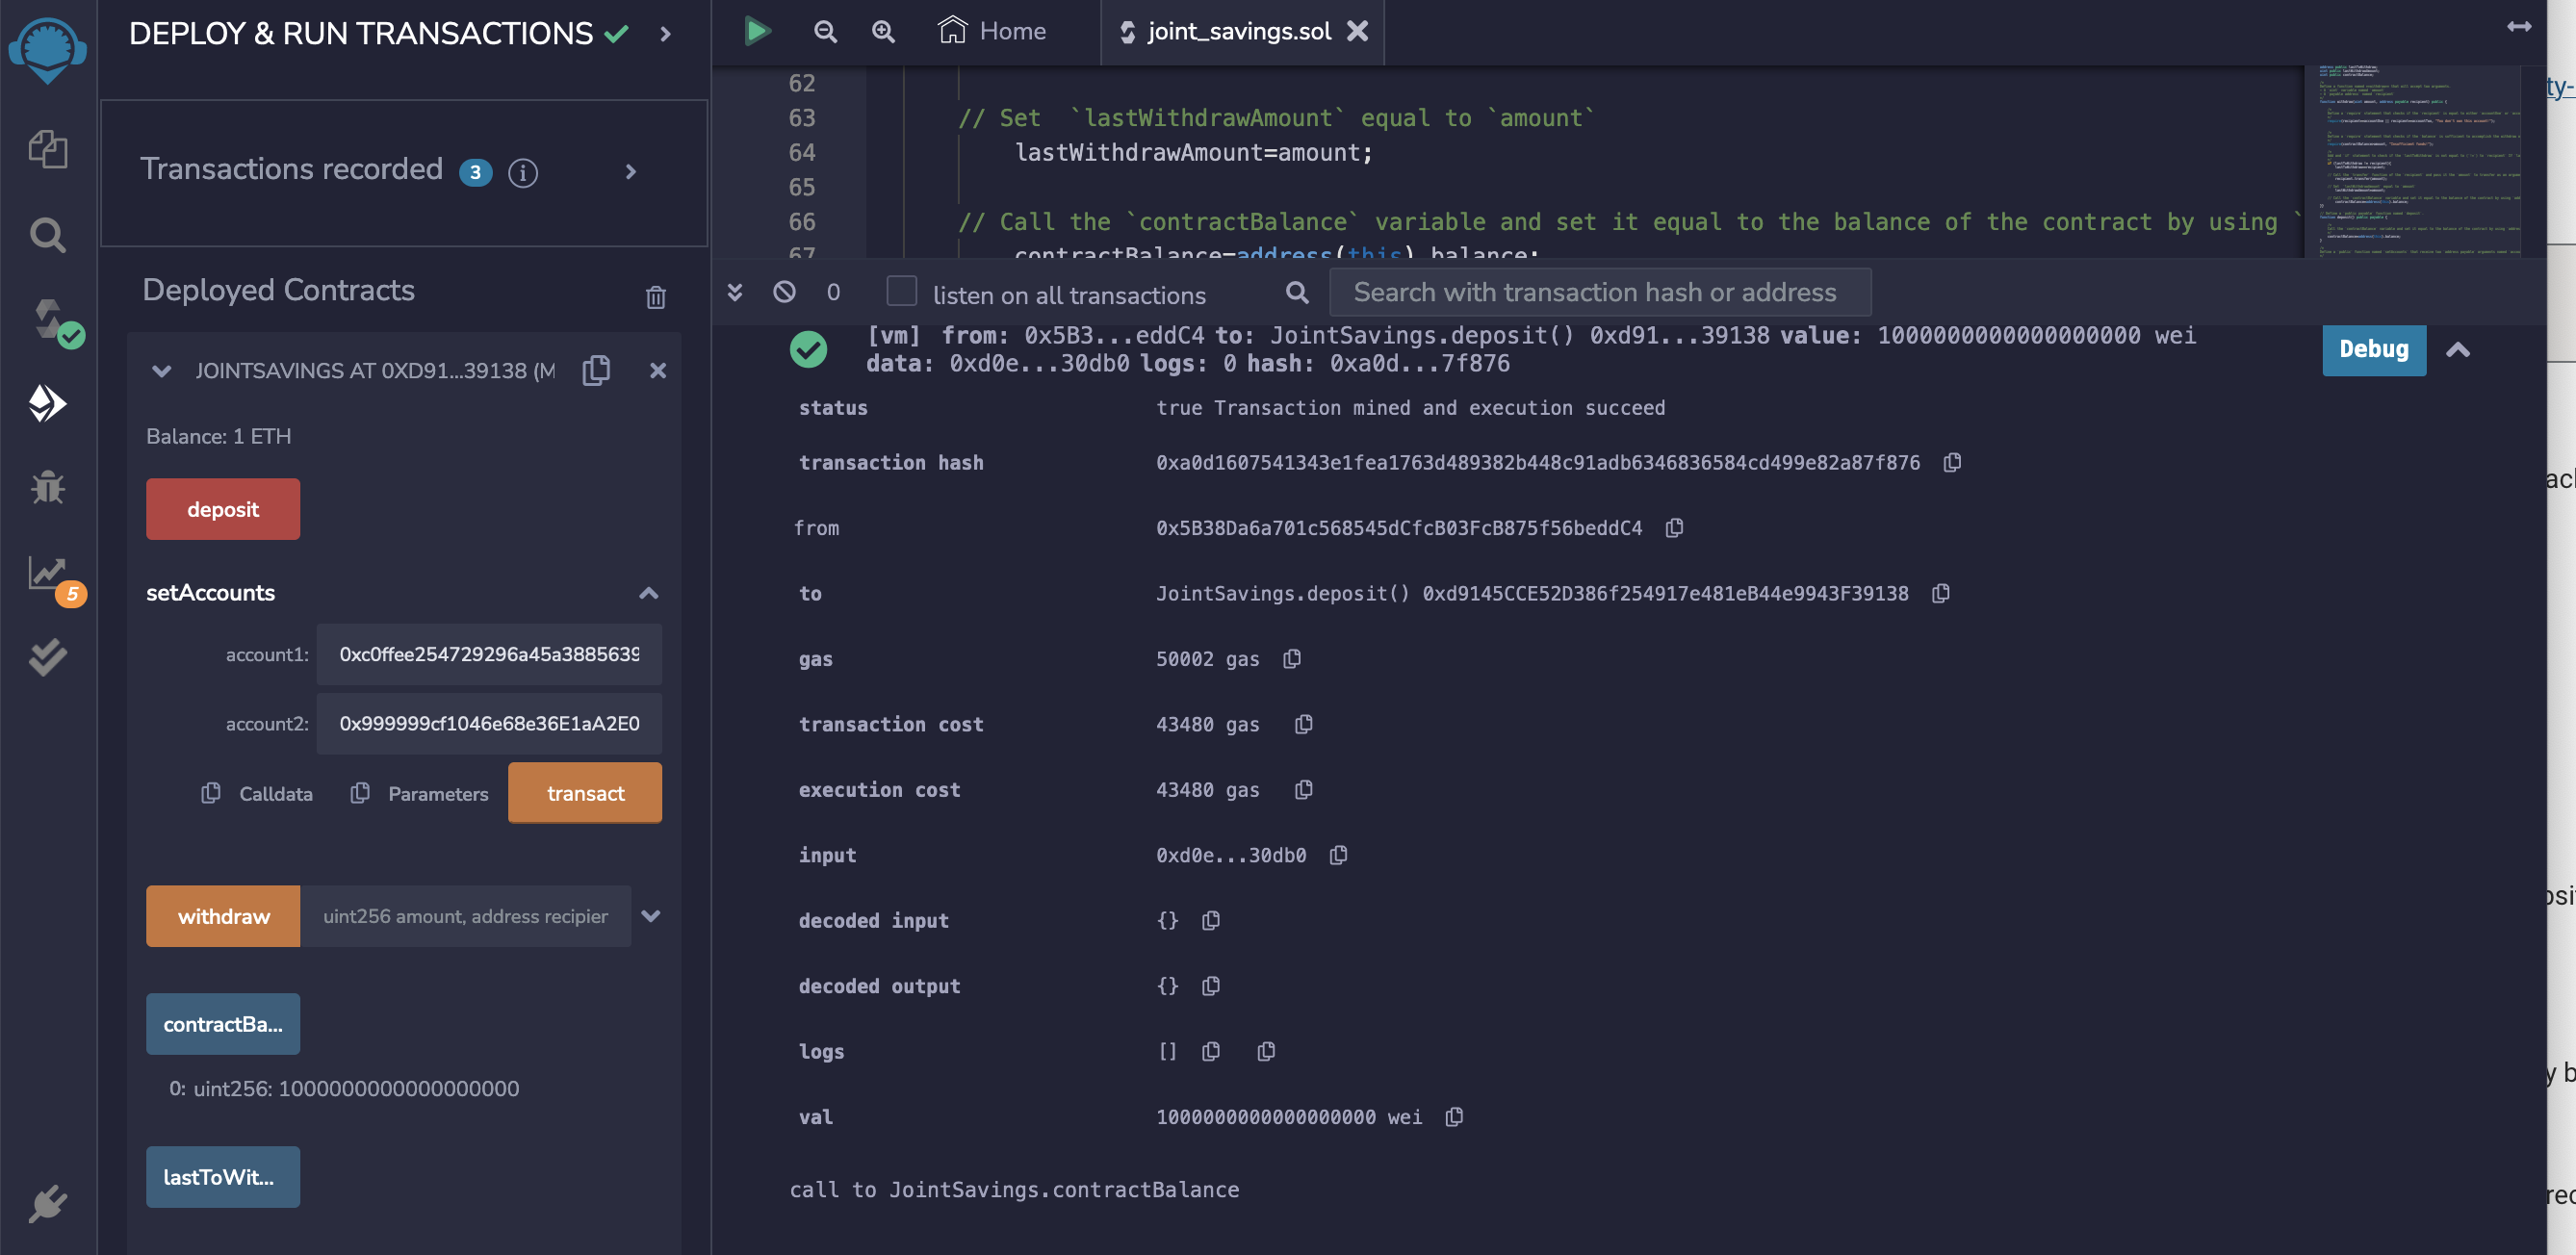 DEPLOY & RUN TRANSACTIONS
Transactions recorded 3
Deployed Contracts
JOINTSAVINGS AT 0XD91...39138 (M
Balance: 1 ETH
deposit
setAccounts
account1: 0xc0ffee254729296a45a3885639
account2: 0x999999cf1046e68e36E1aA2E0
Calldata Parameters transact
withdraw uint256 amount, address recipier
contractBa...
0: uint256: 1000000000000000000
lastToWit...
5
Home joint_savings.sol
62
63 // Set  `lastWithdrawAmount` equal to `amount`
64 lastWithdrawAmount=amount;
65
66 // Call the `contractBalance` variable and set it equal to the balance of the contract by using `
67 contractBalance=address(this).balance;
0 listen on all transactions Search with transaction hash or address
[vm] from: 0x5B3...eddC4 to: JointSavings.deposit() 0xd91...39138 value: 1000000000000000000 wei
data: 0xd0e...30db0 logs: 0 hash: 0xa0d...7f876
Debug
status true Transaction mined and execution succeed
transaction hash 0xa0d1607541343e1fea1763d489382b448c91adb6346836584cd499e82a87f876
from 0x5B38Da6a701c568545dCfcB03FcB875f56beddC4
to JointSavings.deposit() 0xd9145CCE52D386f254917e481eB44e9943F39138
gas 50002 gas
transaction cost 43480 gas
execution cost 43480 gas
input 0xd0e...30db0
decoded input {}
decoded output {}
logs []
val 1000000000000000000 wei
call to JointSavings.contractBalance
ty-